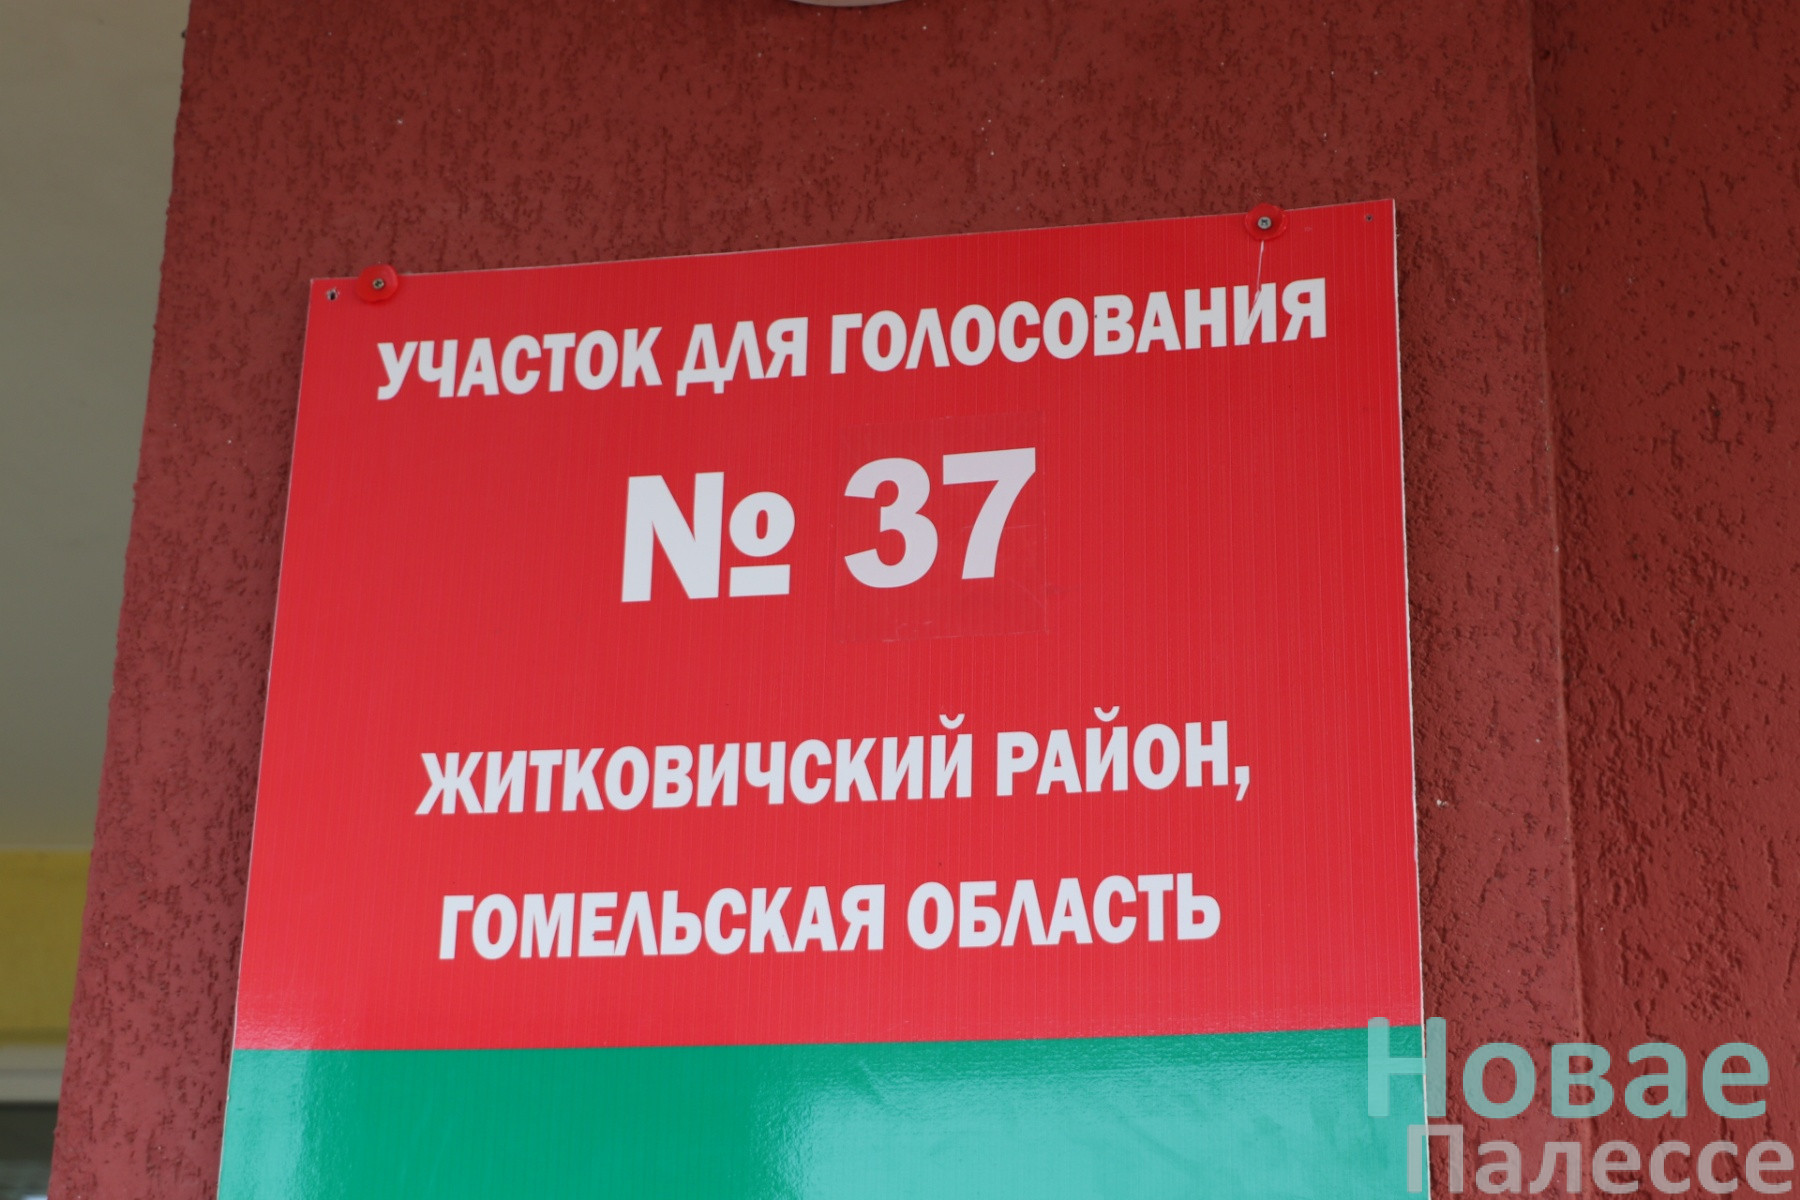 УЧАСТОК ДЛЯ ГОЛОСОВАНИЯ
№ 37
ЖИТКОВИЧСКИЙ РАЙОН,
ГОМЕЛЬСКАЯ ОБЛАСТЬ
Новае
Палессе